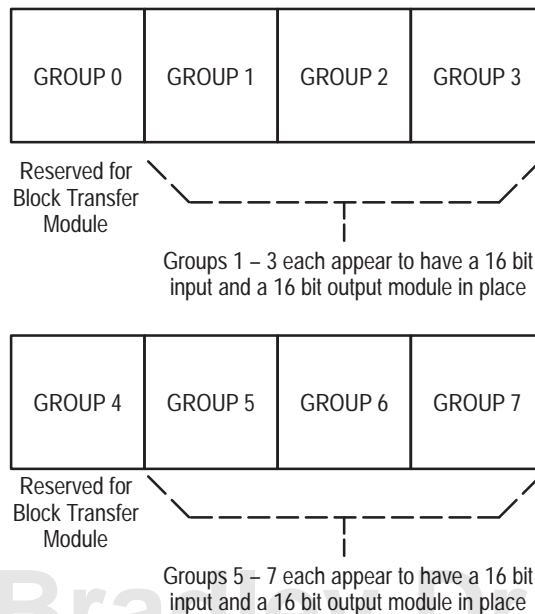 GROUP 0 GROUP 1 GROUP 2 GROUP 3
Reserved for
Block Transfer
Module
Groups 1 – 3 each appear to have a 16 bit
input and a 16 bit output module in place
GROUP 4 GROUP 5 GROUP 6 GROUP 7
Reserved for
Block Transfer
Module
Groups 5 – 7 each appear to have a 16 bit
input and a 16 bit output module in place